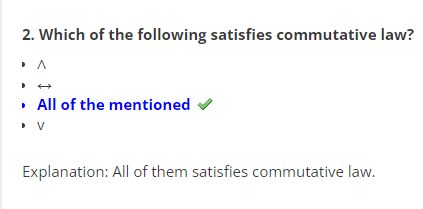 2. Which of the following satisfies commutative law?
∧
↔
All of the mentioned
∨
Explanation: All of them satisfies commutative law.